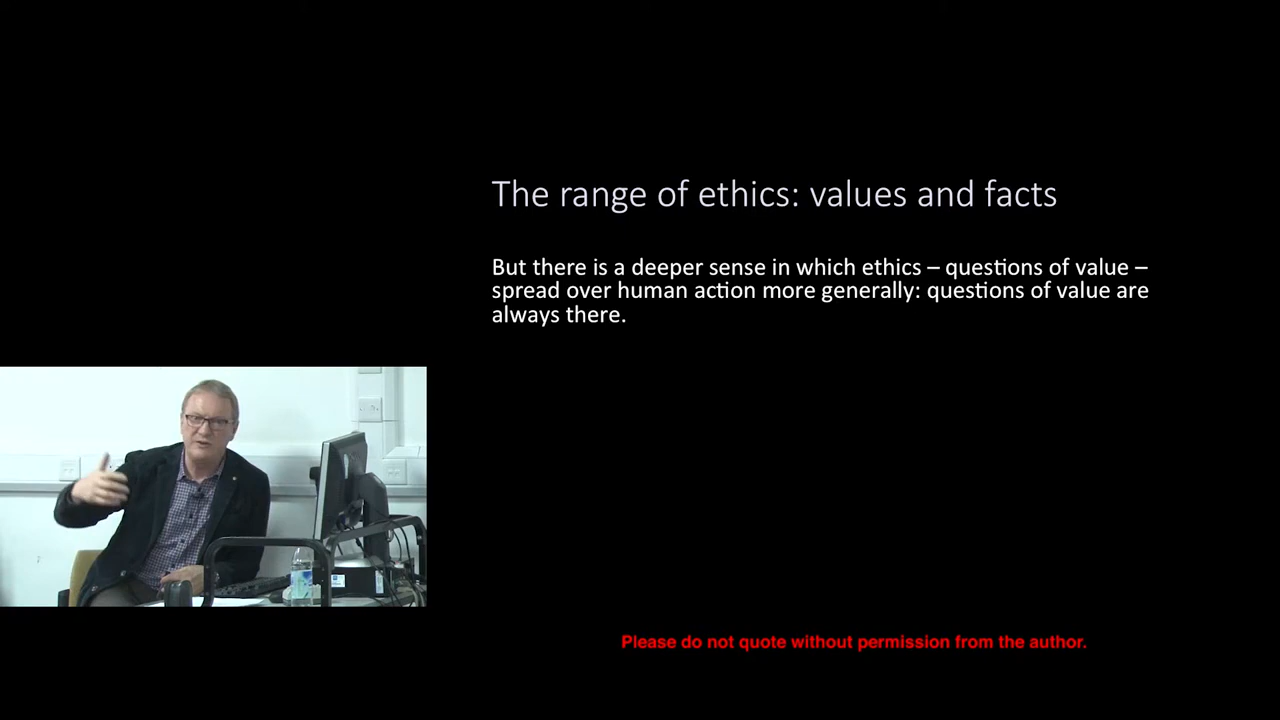 The range of ethics: values and facts
But there is a deeper sense in which ethics – questions of value –
spread over human action more generally: questions of value are
always there.
Please do not quote without permission from the author.